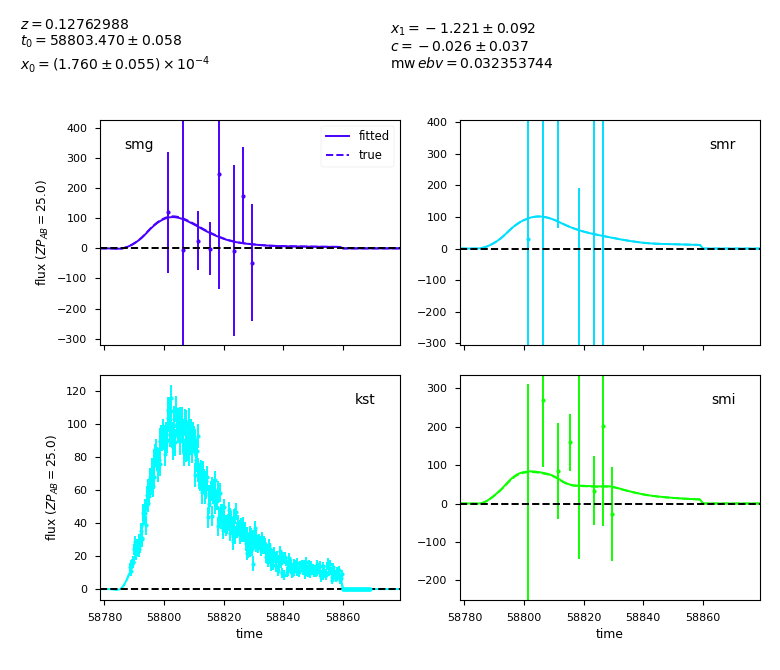 z = 0.12762988
t₀ = 58803.470 ± 0.058
x₀ = (1.760 ± 0.055) × 10⁻⁴
x₁ = −1.221 ± 0.092
c = −0.026 ± 0.037
mw ebv = 0.032353744
400
300
200
100
0
−100
−200
−300
flux (ZP_AB = 25.0)
smg
fitted
true
400
300
200
100
0
−100
−200
−300
smr
120
100
80
60
40
20
0
flux (ZP_AB = 25.0)
kst
58780 58800 58820 58840 58860
time
300
200
100
0
−100
−200
smi
58780 58800 58820 58840 58860
time